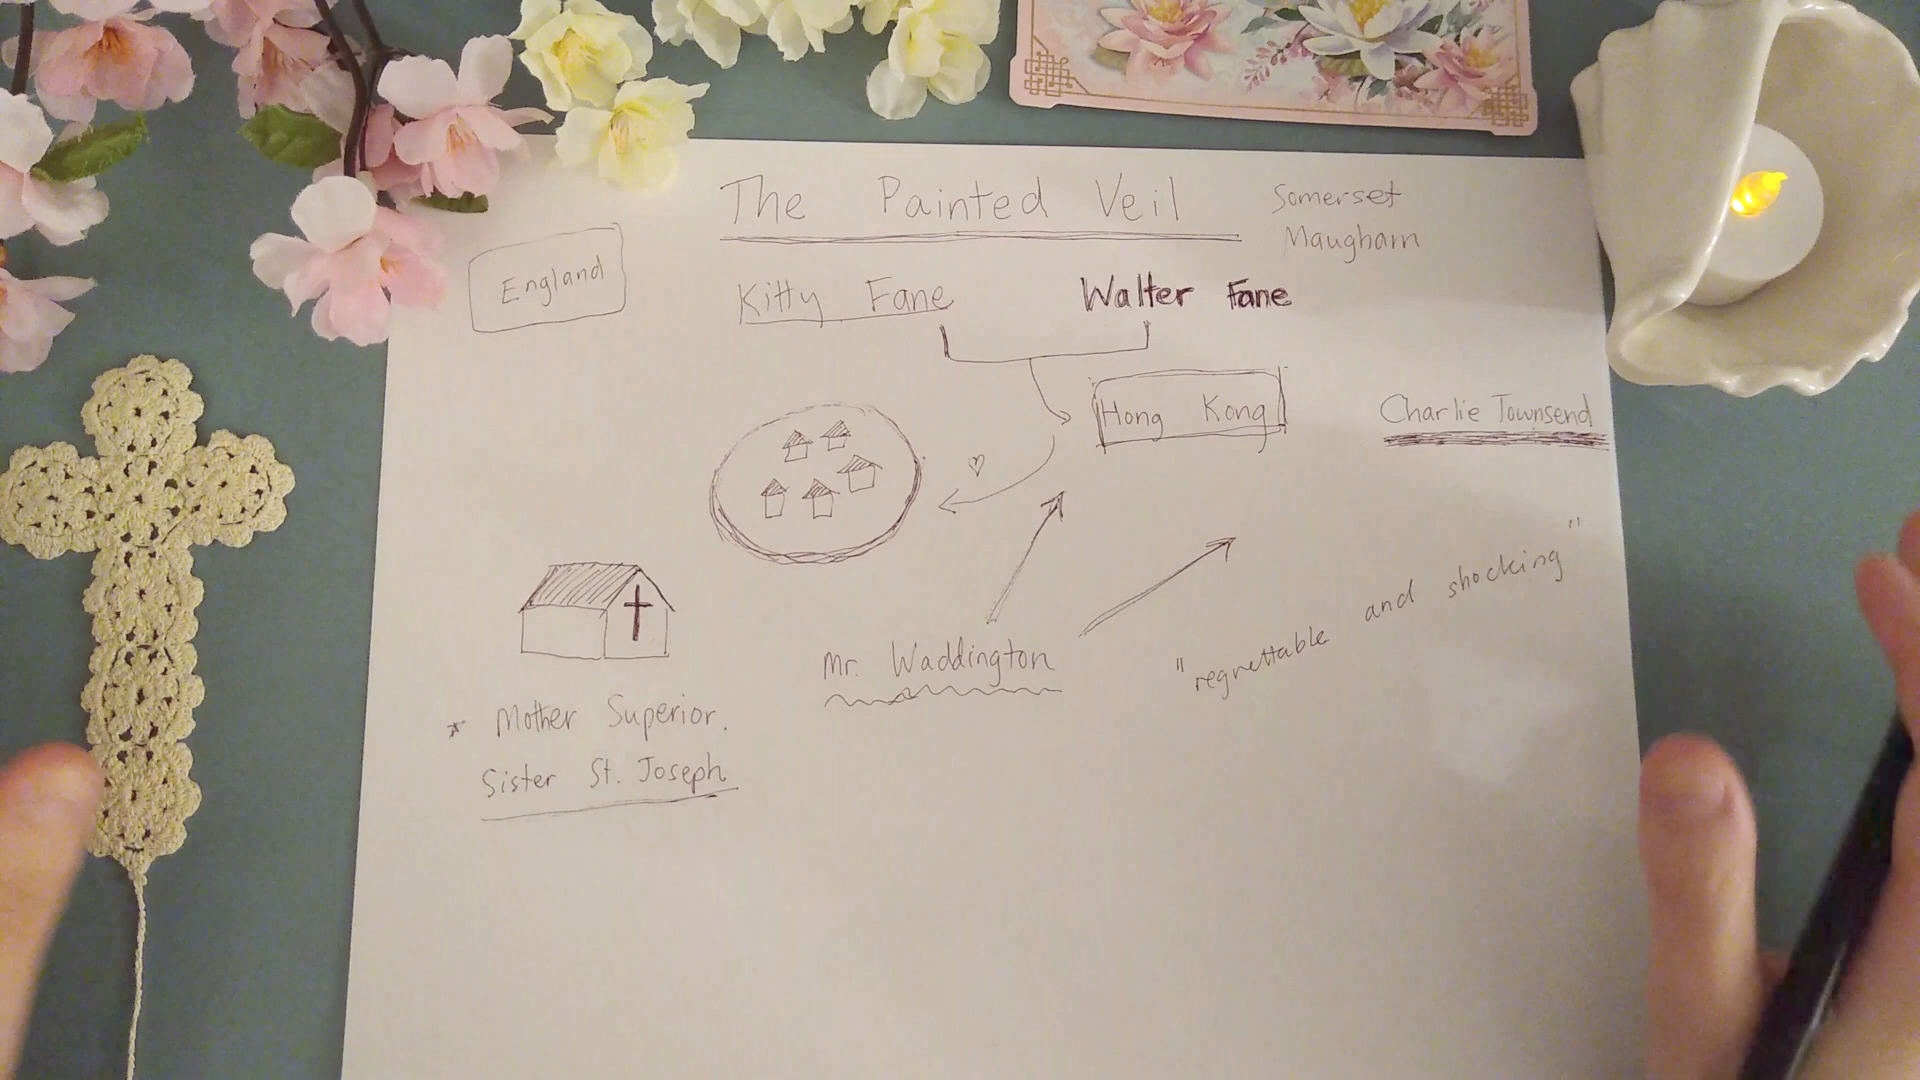 The Painted Veil
Somerset
Maugham
England
Kitty Fane
Walter Fane
Hong Kong
Charlie Townsend
"regrettable and shocking"
Mr. Waddington
* Mother Superior.
Sister St. Joseph